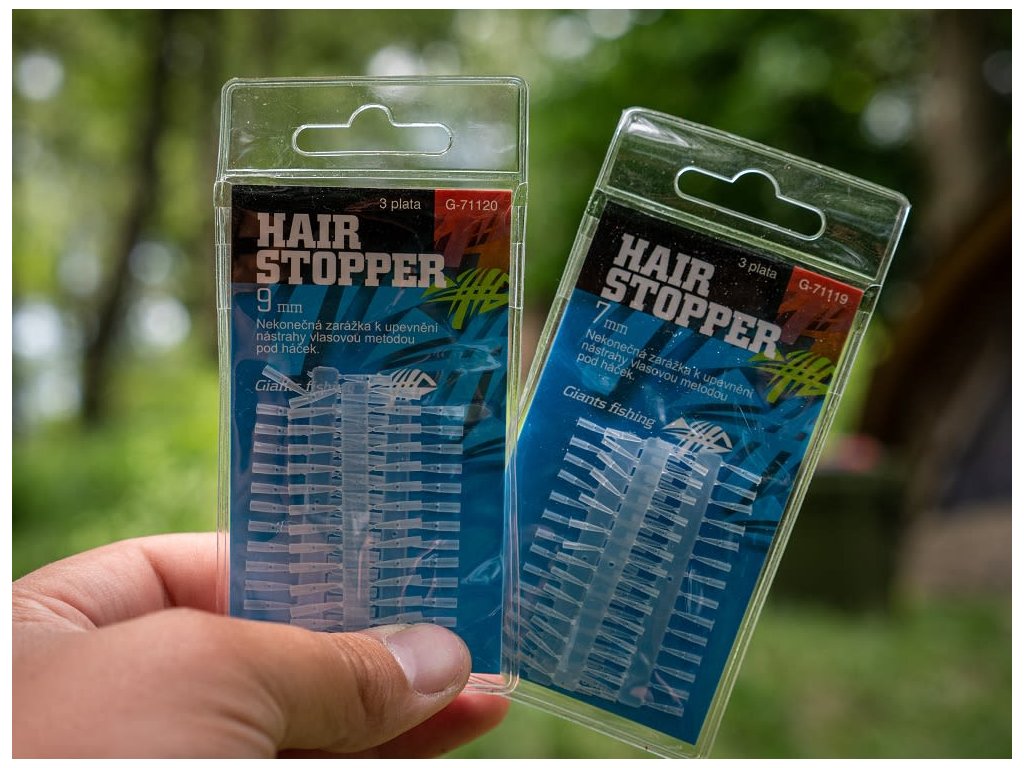 3 plata
G-71120
HAIR
STOPPER
9 mm
Nekonečná zarážka k upevnění
nástrahy vlasovou metodou
pod háček.
Giants fishing
3 plata
G-71119
HAIR
STOPPER
7 mm
Nekonečná zarážka k upevnění
nástrahy vlasovou metodou
pod háček.
Giants fishing